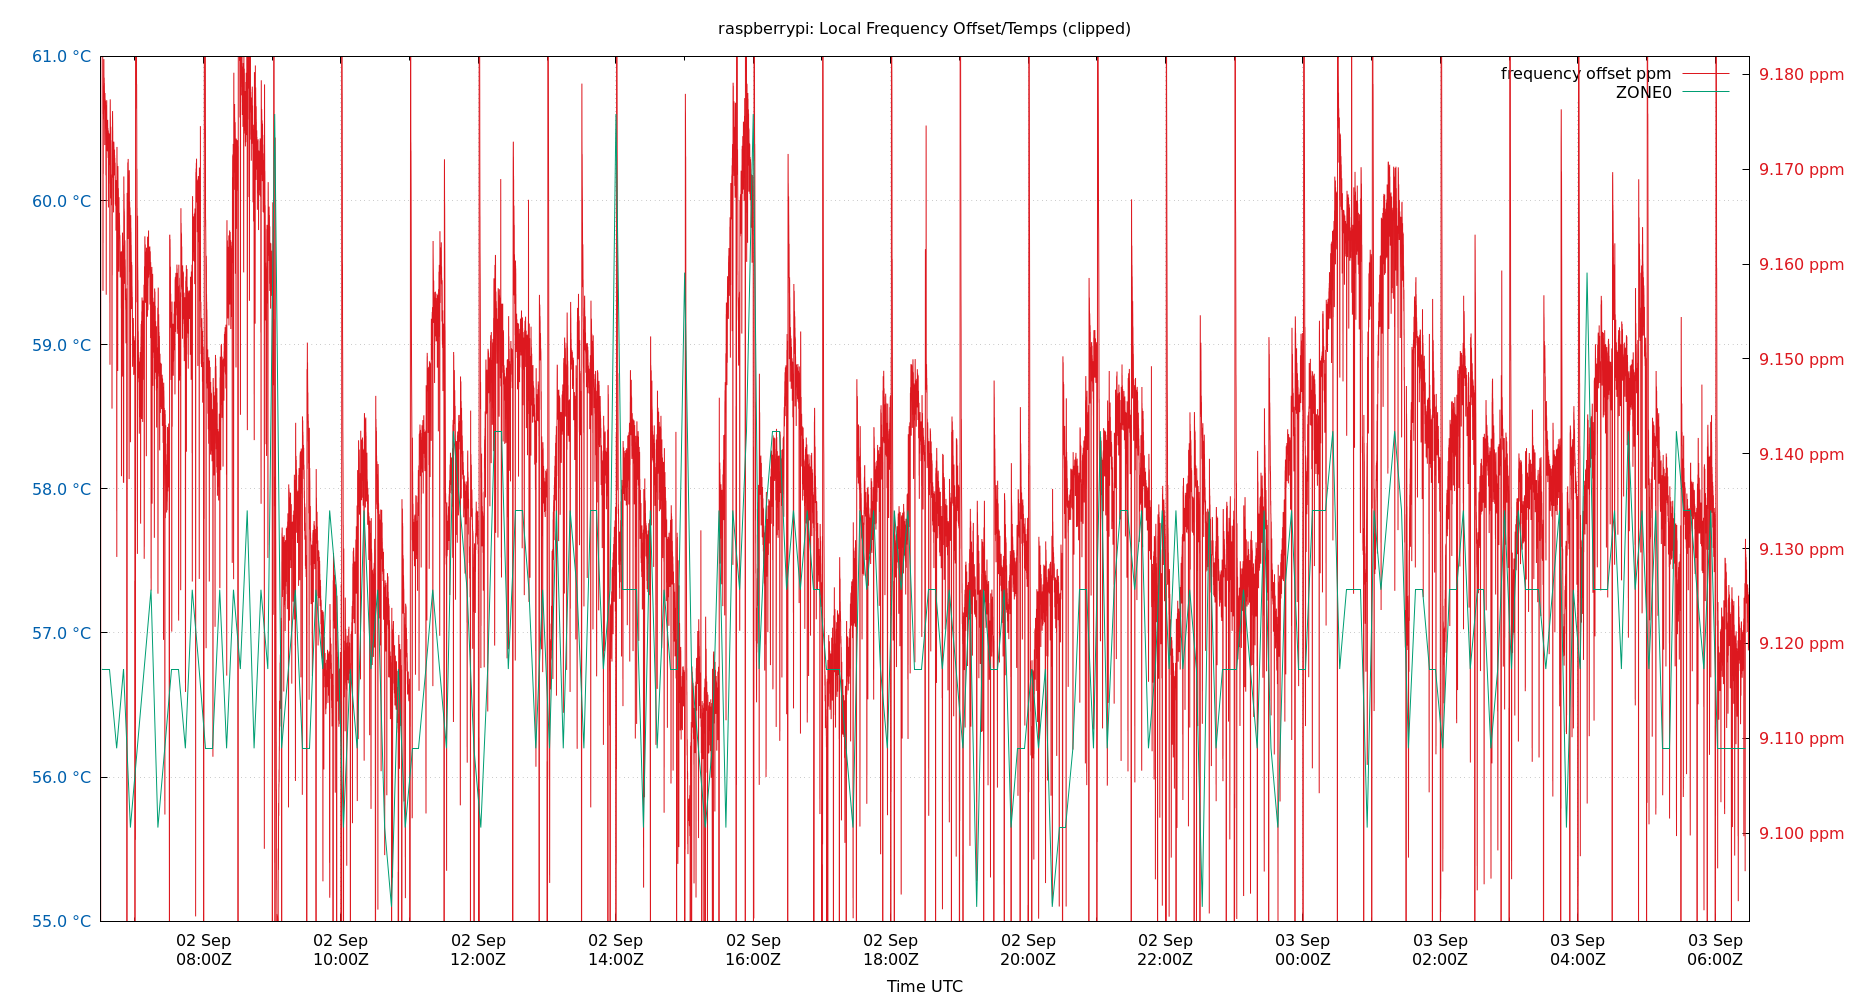 raspberrypi: Local Frequency Offset/Temps (clipped)
61.0 °C
60.0 °C
59.0 °C
58.0 °C
57.0 °C
56.0 °C
55.0 °C
frequency offset ppm
ZONE0
9.180 ppm
9.170 ppm
9.160 ppm
9.150 ppm
9.140 ppm
9.130 ppm
9.120 ppm
9.110 ppm
9.100 ppm
02 Sep 02 Sep 02 Sep 02 Sep 02 Sep 02 Sep 02 Sep 02 Sep 03 Sep 03 Sep 03 Sep 03 Sep
08:00Z 10:00Z 12:00Z 14:00Z 16:00Z 18:00Z 20:00Z 22:00Z 00:00Z 02:00Z 04:00Z 06:00Z
Time UTC